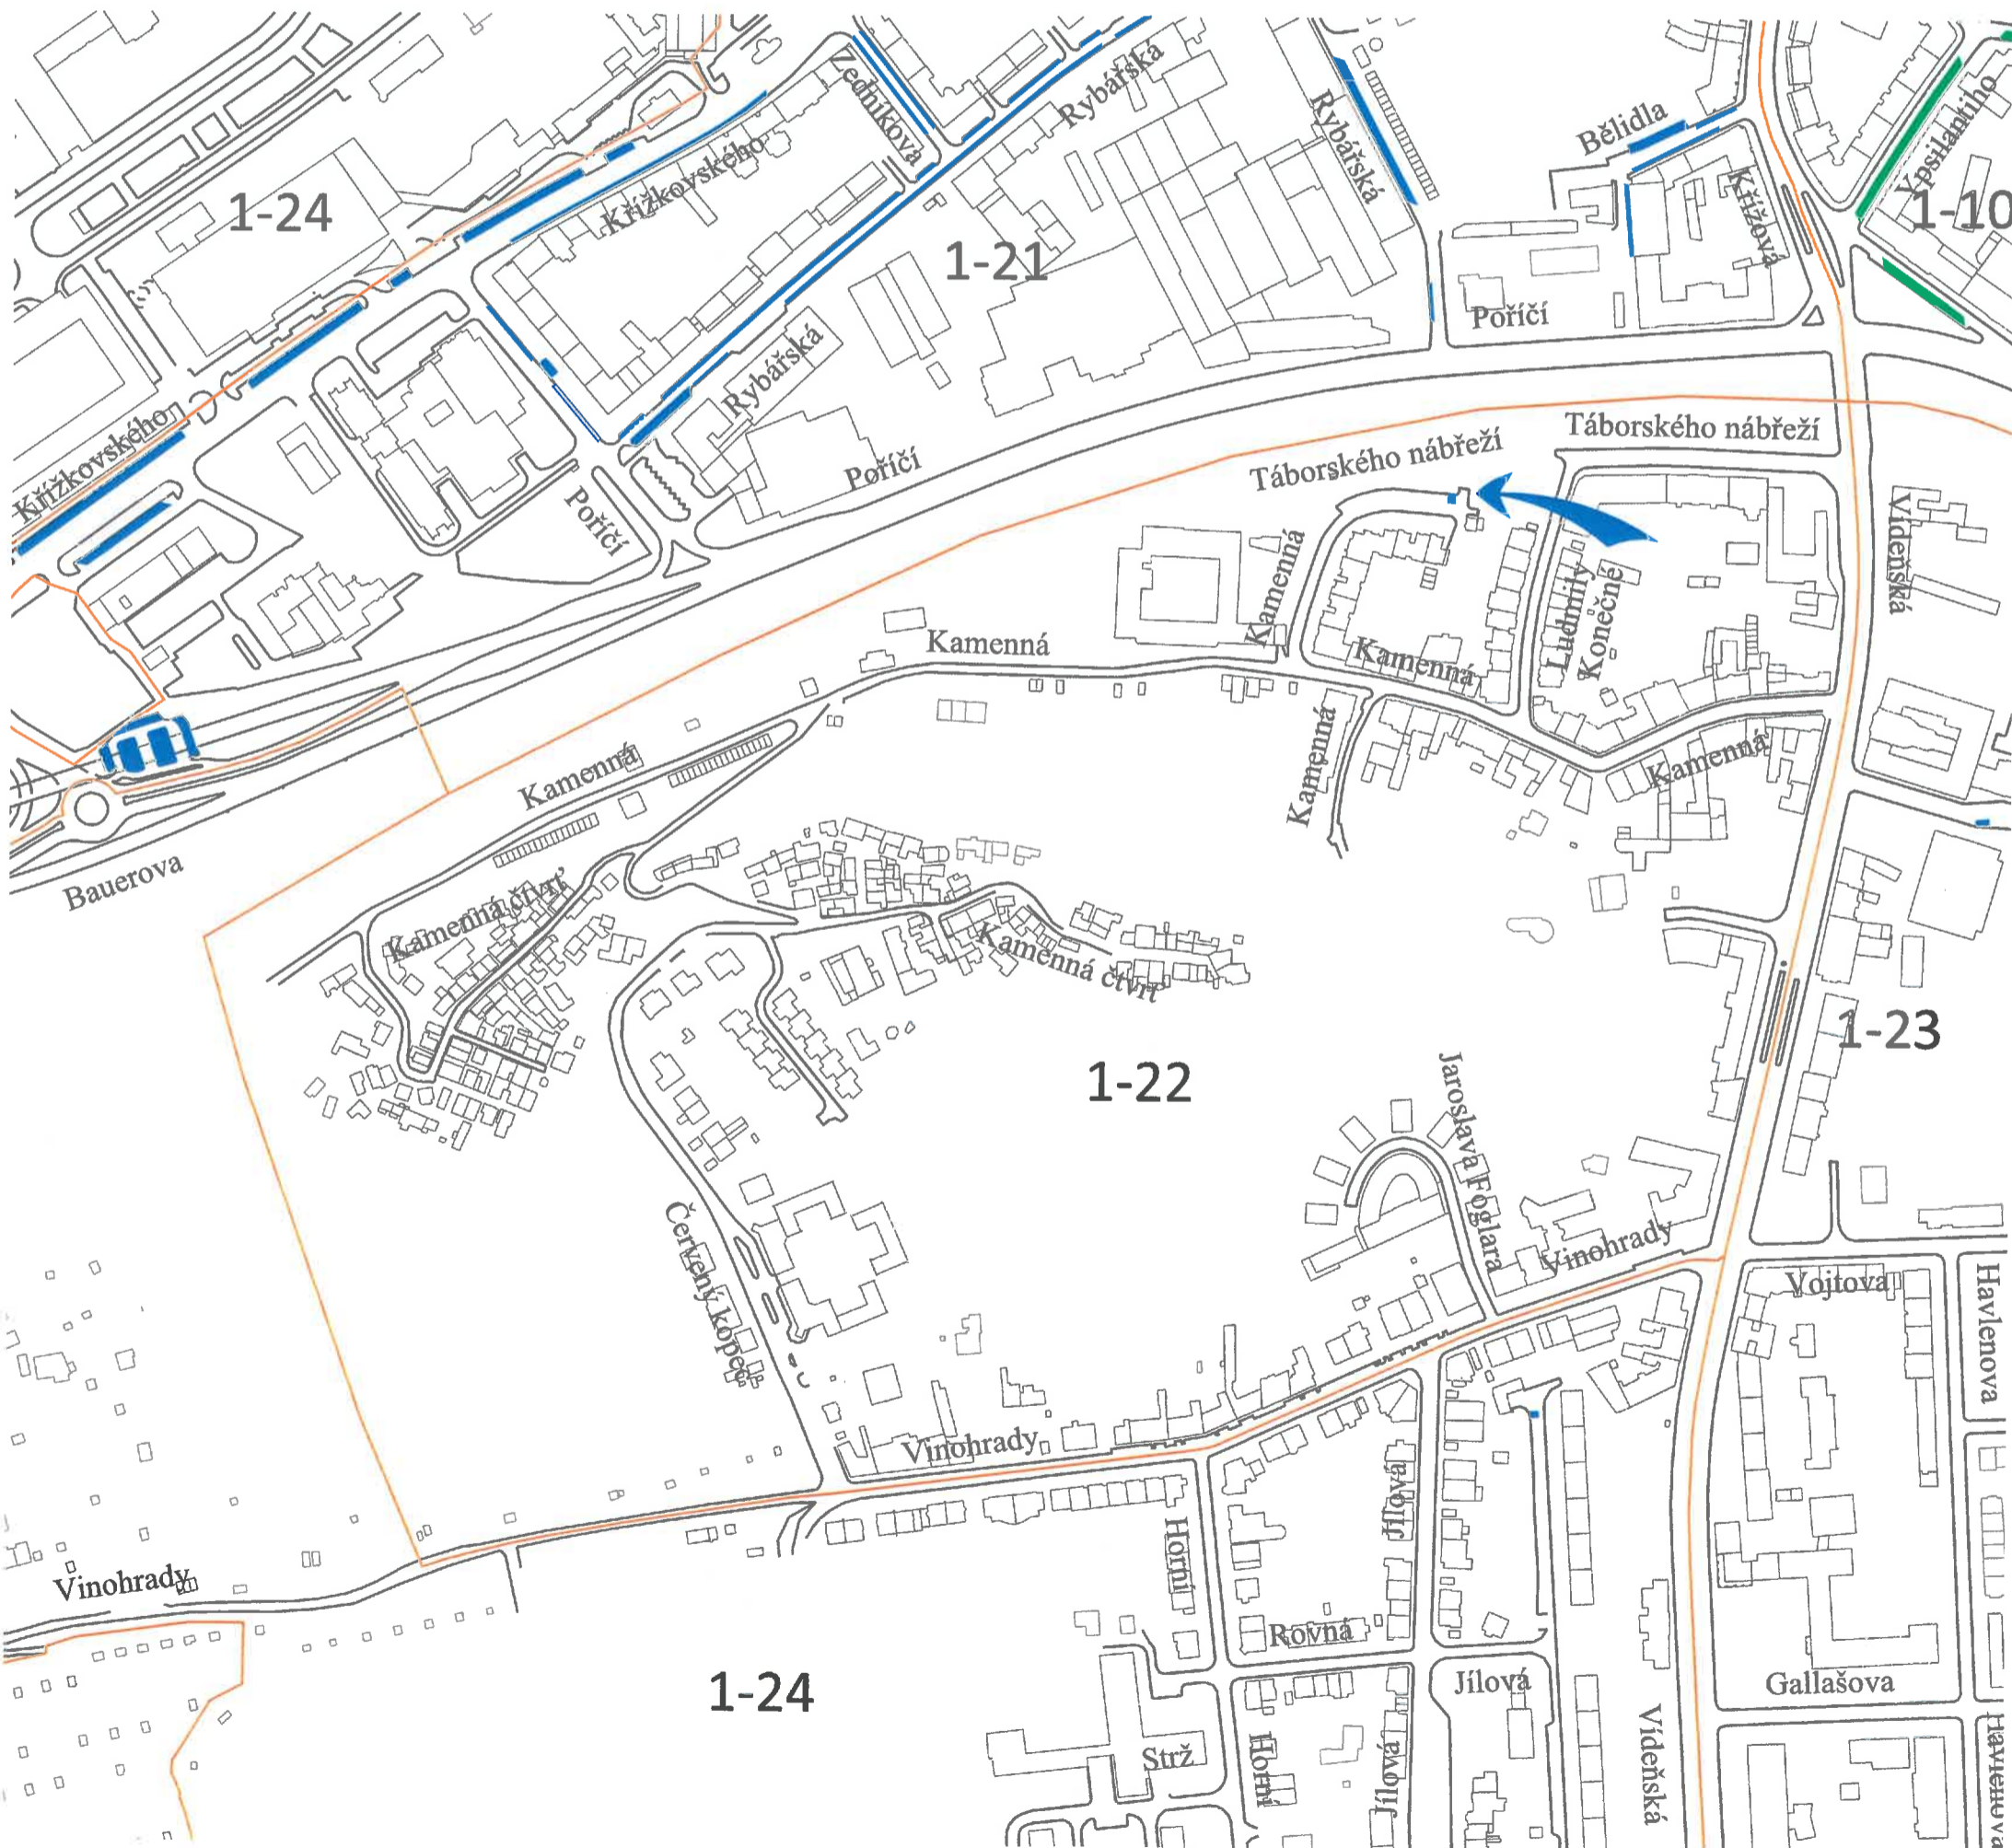 Zedníkova
Rybářská
Rybářská
Bělidla
Ypsilantiho
Křížová
1-24
Křížkovského
1-21
1-10
Poříčí
Rybářská
Křížkovského
Poříčí
Poříčí
Táborského nábřeží
Táborského nábřeží
Vídeňská
Kamenná
Ludmily
Konečné
Kamenná
Kamenná
Kamenná
Kamenná
Kamenná
Bauerova
Kamenná čtvrť
Kamenná čtvrť
1-22
1-23
Jaroslava Foglara
Červený kopec
Vinohrady
Vojtova
Havlenova
Vinohrady
Jílová
Horní
Vinohrady
Rovná
1-24
Jílová
Gallašova
Vídeňská
Strž
Horní
Jílová
Havlenova